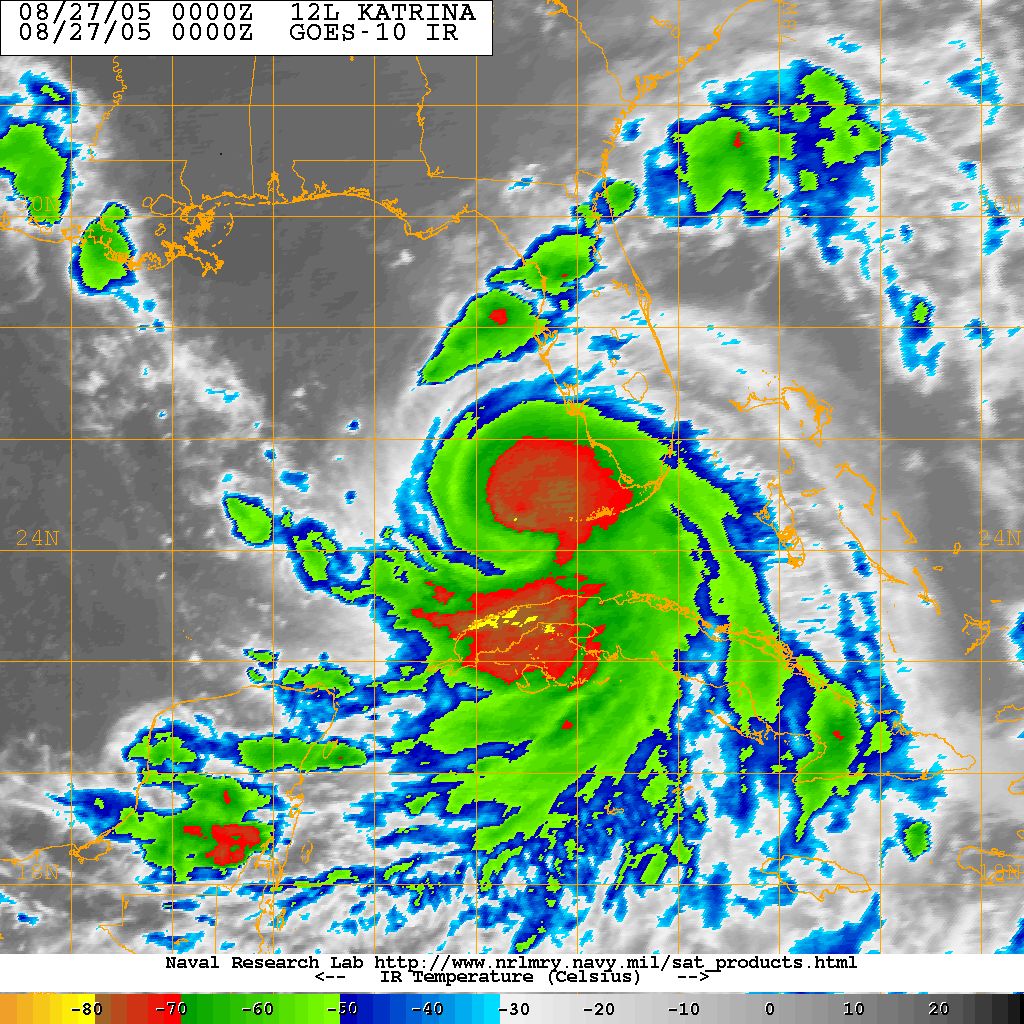 08/27/05 0000Z 12L KATRINA
08/27/05 0000Z GOES-10 IR
78W
30N 30N
24N 24N
18N 18N
Naval Research Lab http://www.nrlmry.navy.mil/sat_products.html
<-- IR Temperature (Celsius) -->
-80 -70 -60 -50 -40 -30 -20 -10 0 10 20